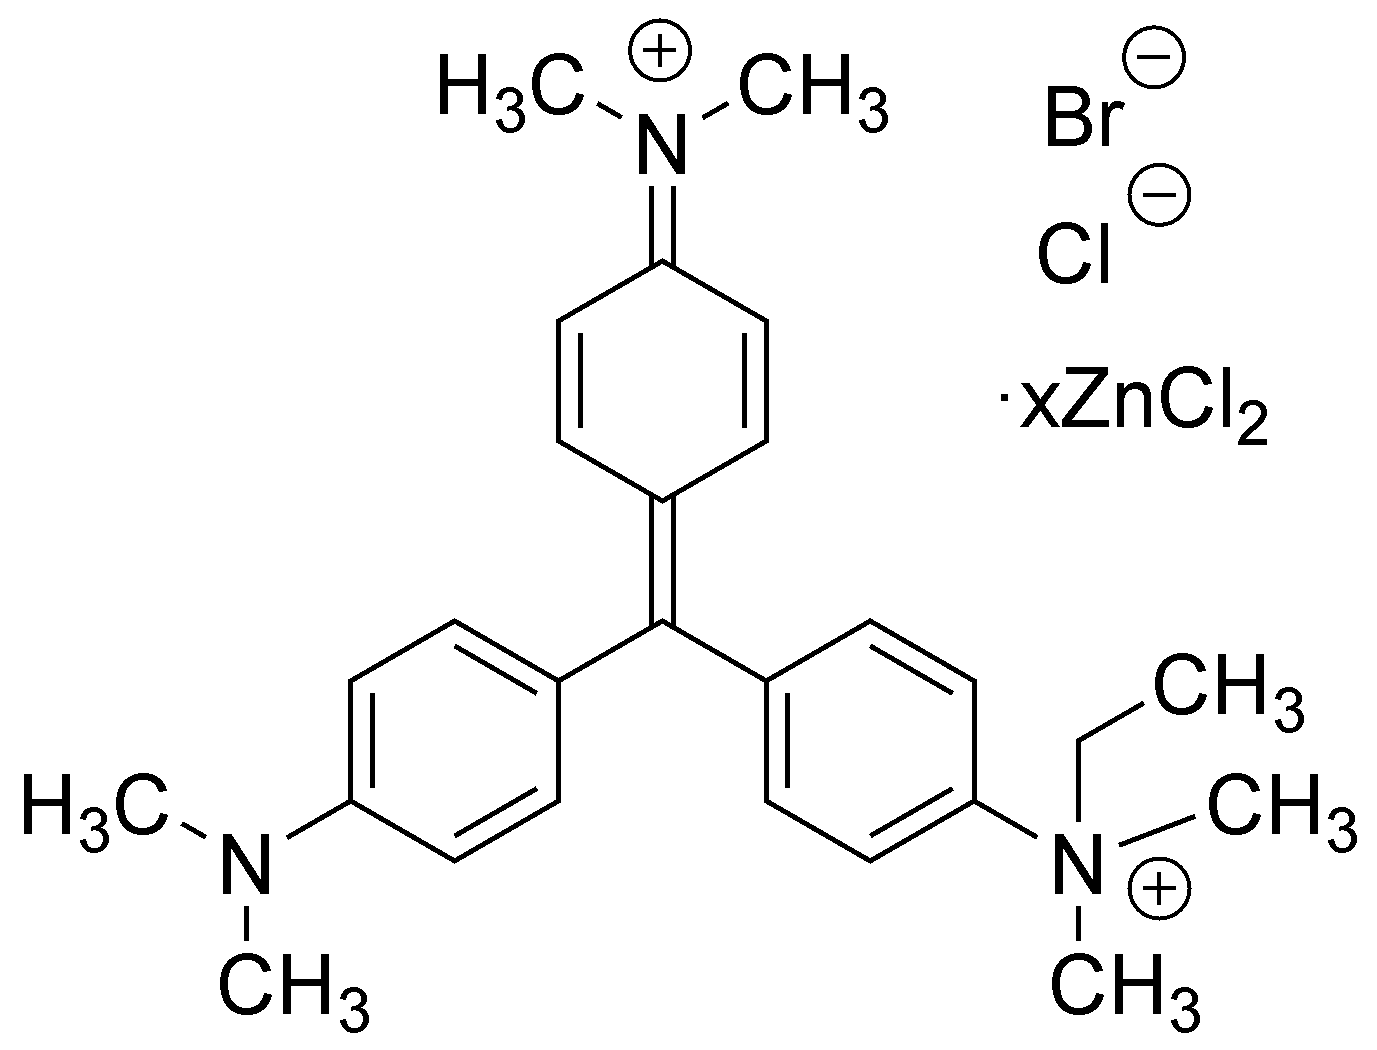 H3C N CH3
+
Br −
Cl −
·xZnCl2
CH3
H3C N
CH3
N CH3
+
CH3